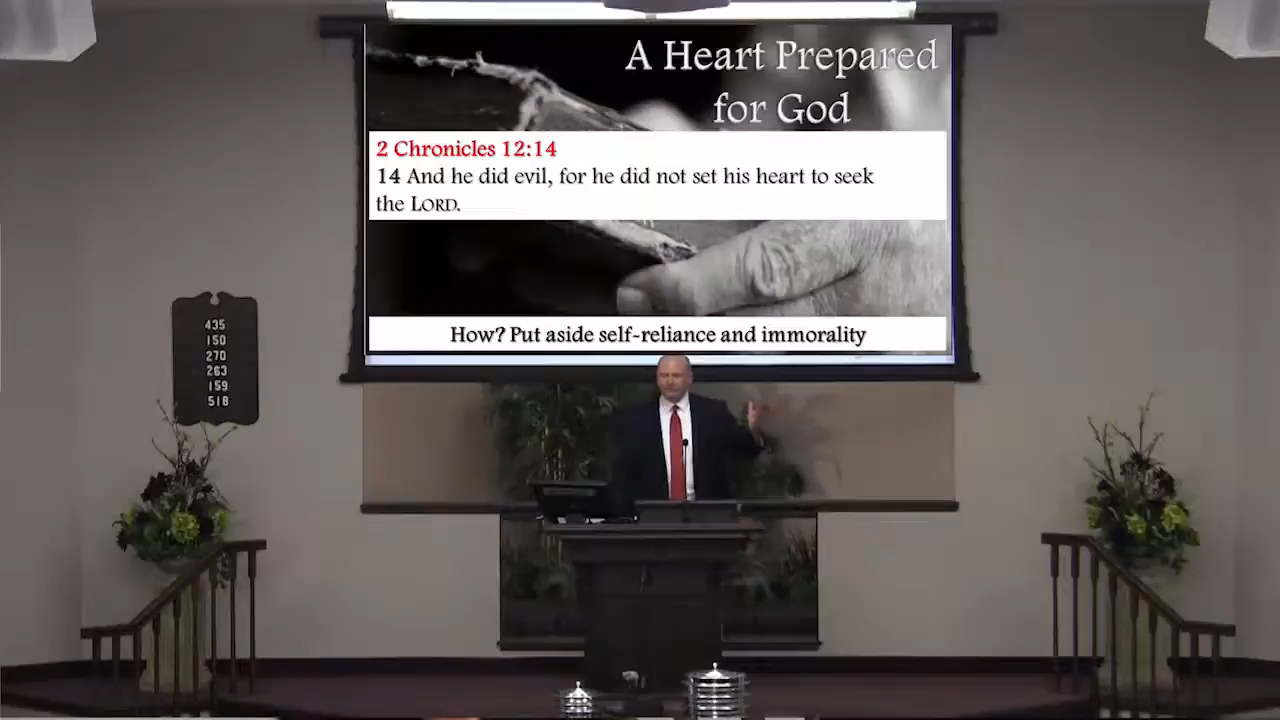 A Heart Prepared
for God
2 Chronicles 12:14
14 And he did evil, for he did not set his heart to seek
the LORD.
How? Put aside self-reliance and immorality
435
150
270
263
159
518